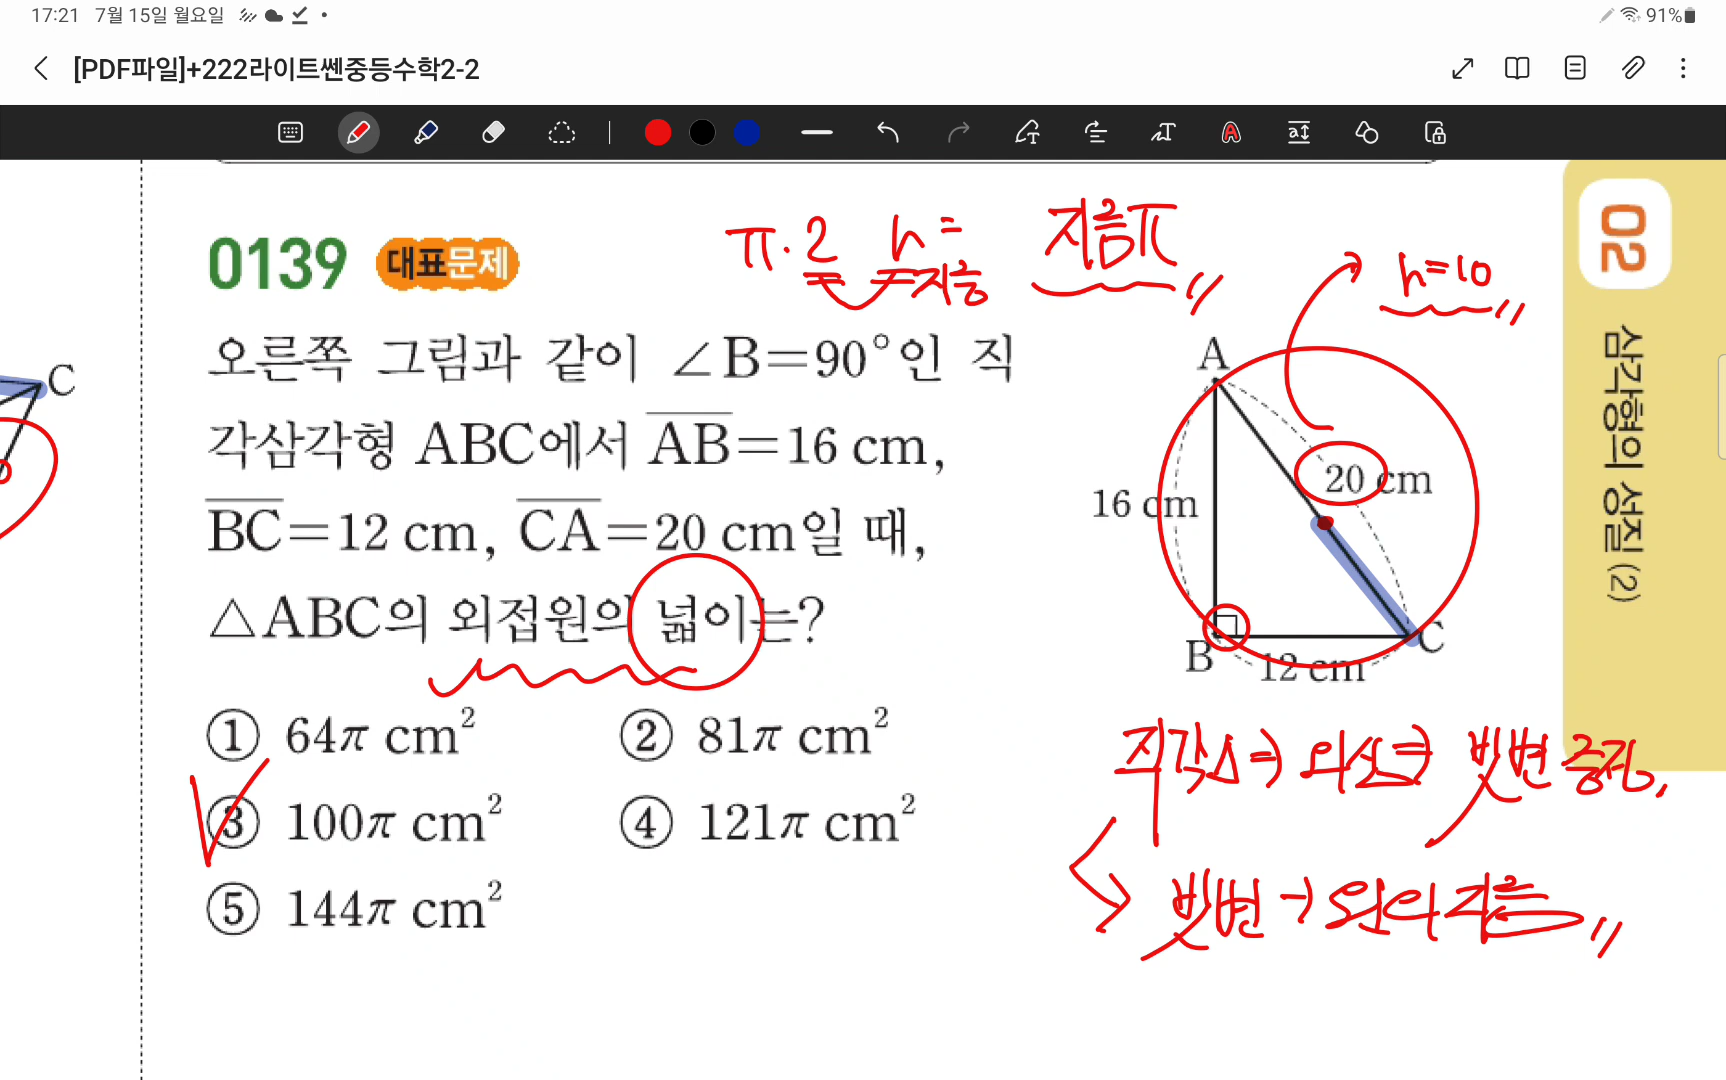 17:21 7월 15일 월요일
91%
[PDF파일]+222라이트쎈중등수학2-2
0139 대표문제
π·2 r= 지름π
지름
r=10
오른쪽 그림과 같이 ∠B=90°인 직
각삼각형 ABC에서 AB=16 cm,
BC=12 cm, CA=20 cm일 때,
△ABC의 외접원의 넓이는?
① 64π cm² ② 81π cm²
③ 100π cm² ④ 121π cm²
⑤ 144π cm²
A
20 cm
16 cm
B
C
12 cm
직각△⇒ 외심⇒ 빗변 중점,
빗변→원의 지름
C
02
삼각형의 성질 (2)